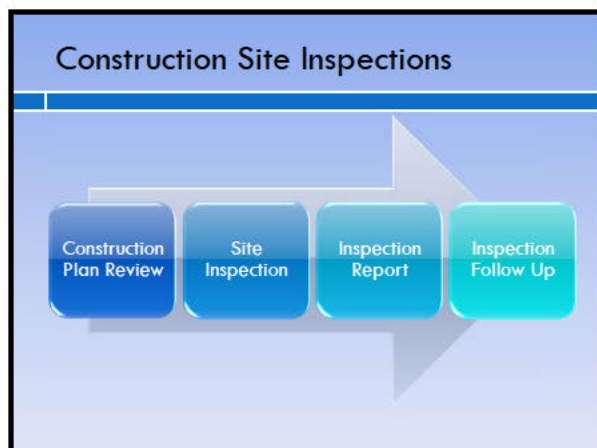 Construction Site Inspections
Construction
Plan Review
Site
Inspection
Inspection
Report
Inspection
Follow Up